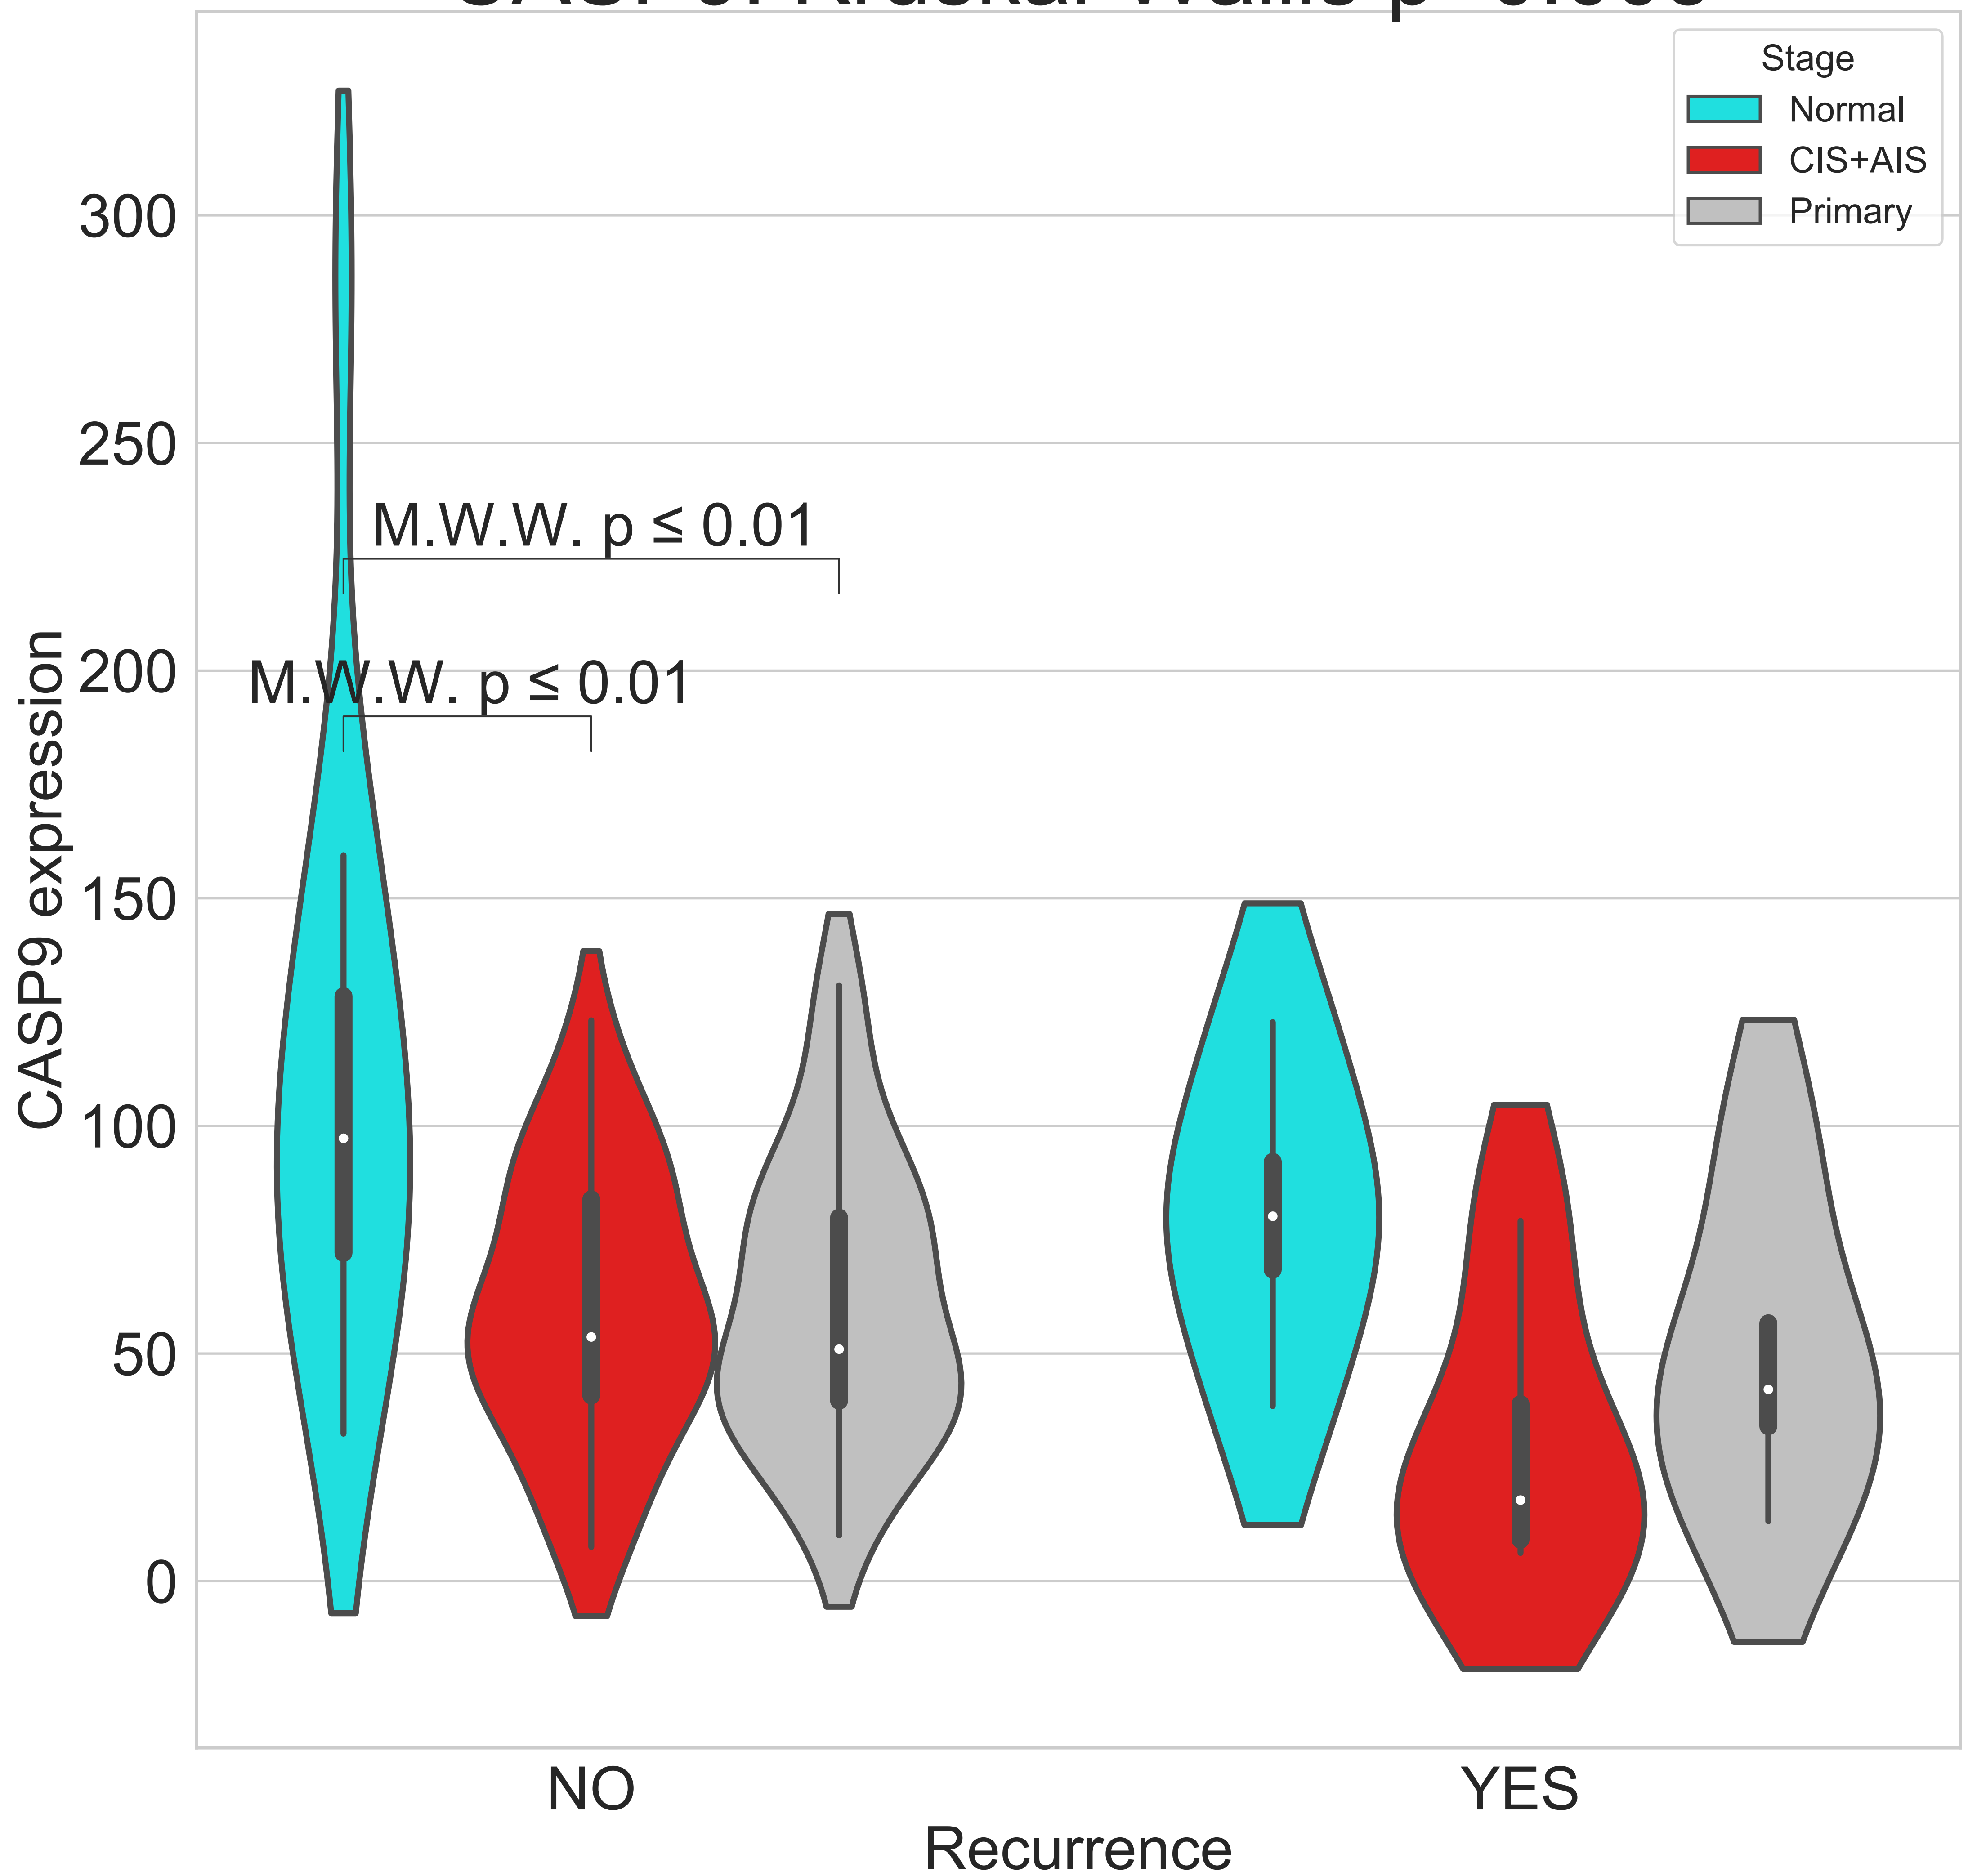 Stage
Normal
CIS+AIS
Primary
300
250
200
150
100
50
0
CASP9 expression
M.W.W. p ≤ 0.01
M.W.W. p ≤ 0.01
NO
YES
Recurrence